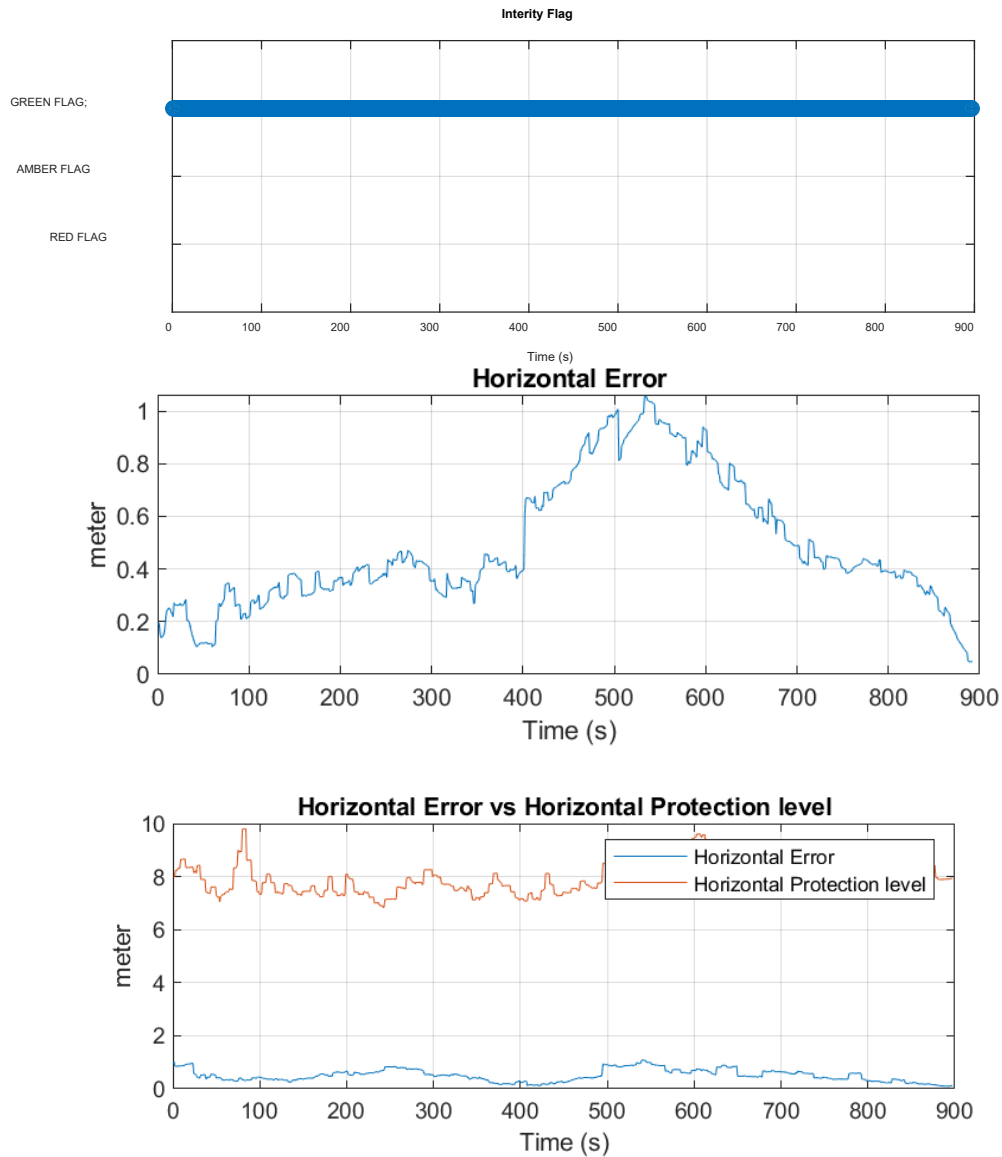 Interity Flag
GREEN FLAG;
AMBER FLAG
RED FLAG
0 100 200 300 400 500 600 700 800 900
Time (s)
Horizontal Error
1
0.8
0.6
0.4
0.2
0
meter
0 100 200 300 400 500 600 700 800 900
Time (s)
Horizontal Error vs Horizontal Protection level
10
8
6
4
2
0
meter
Horizontal Error
Horizontal Protection level
0 100 200 300 400 500 600 700 800 900
Time (s)